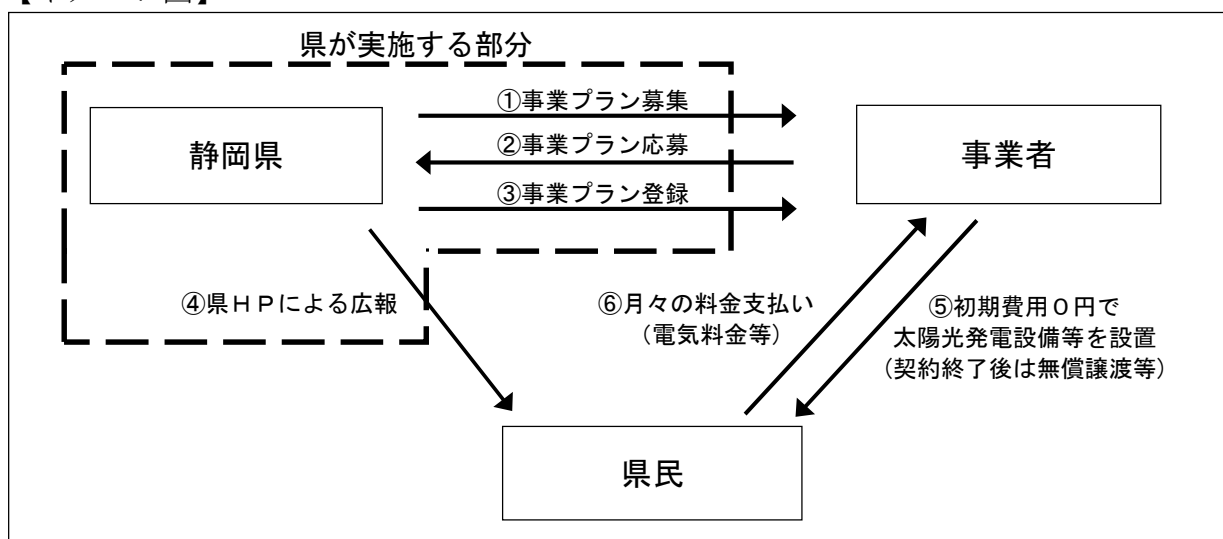 県が実施する部分
①事業プラン募集
静岡県
②事業プラン応募
事業者
③事業プラン登録
④県ＨＰによる広報
⑥月々の料金支払い
（電気料金等）
⑤初期費用０円で
太陽光発電設備等を設置
（契約終了後は無償譲渡等）
県民